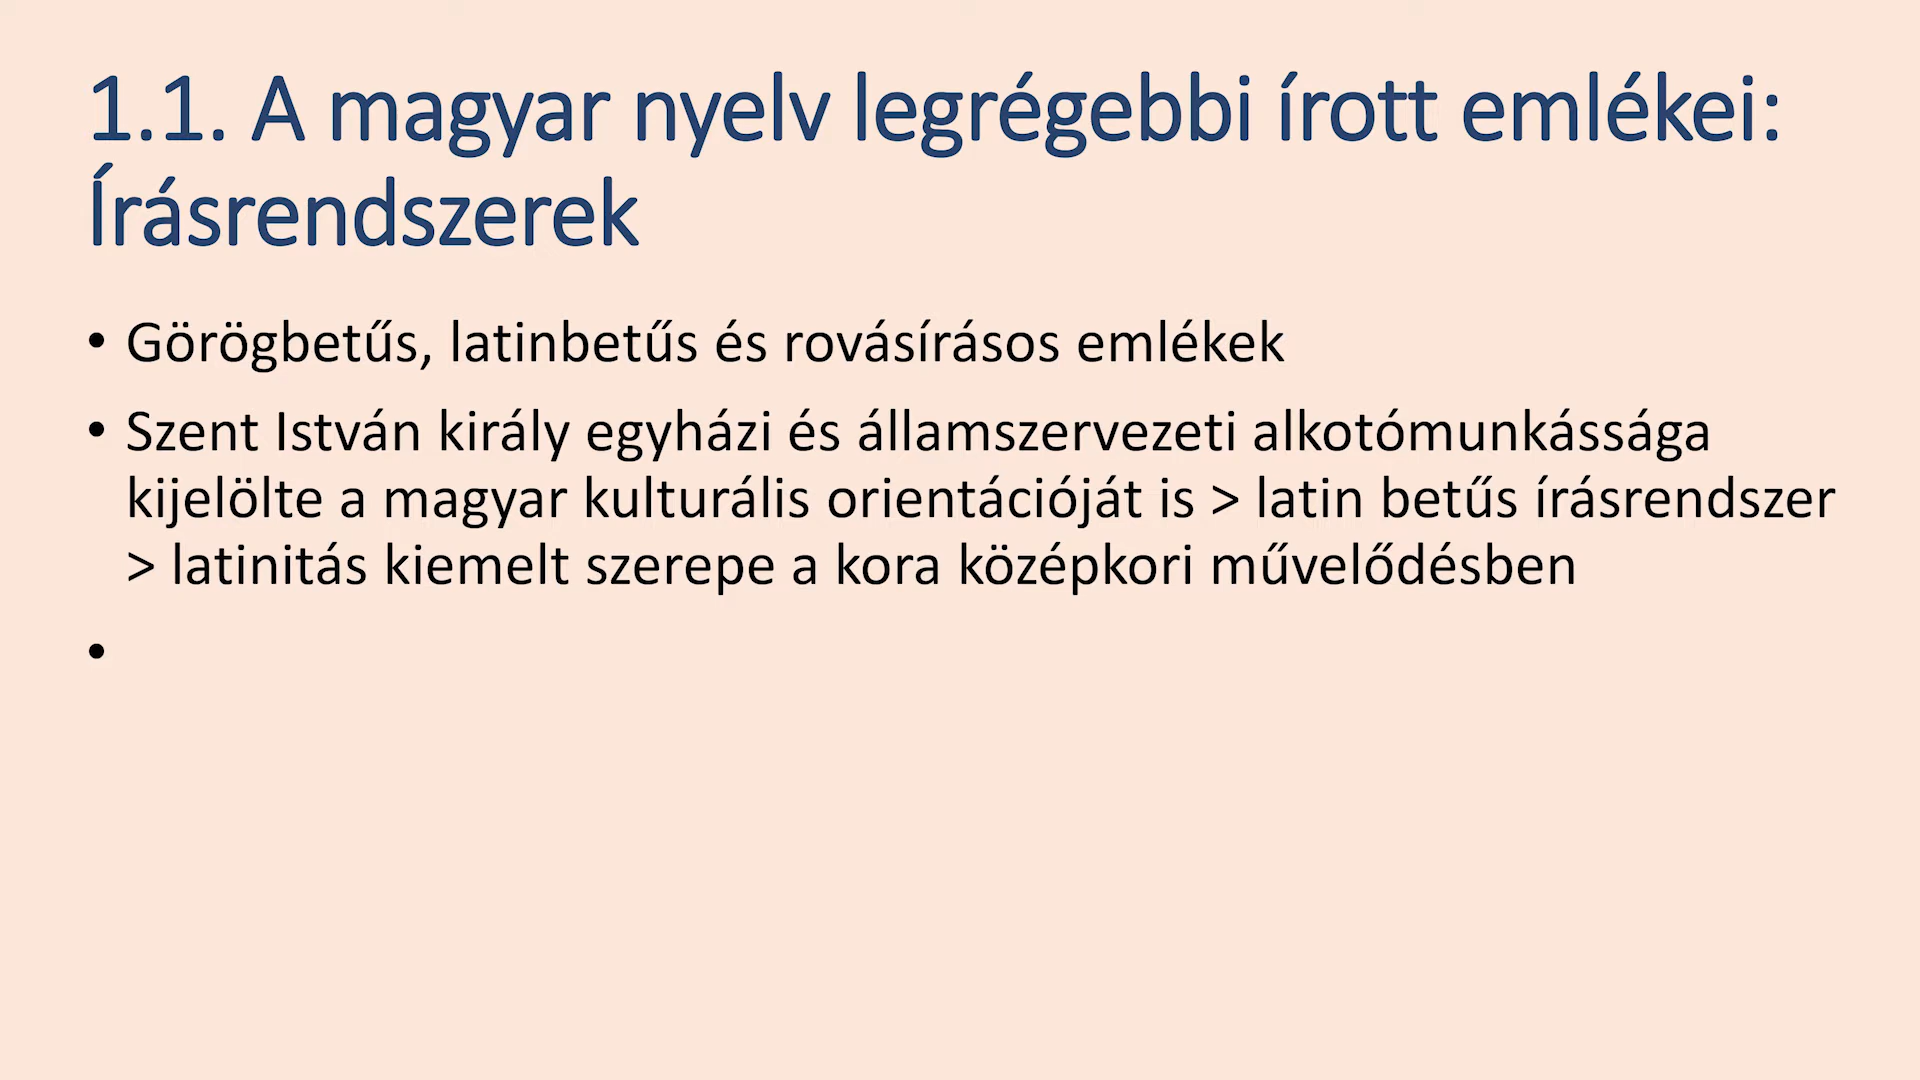 1.1. A magyar nyelv legrégebbi írott emlékei:
Írásrendszerek
• Görögbetűs, latinbetűs és rovásírásos emlékek
• Szent István király egyházi és államszervezeti alkotómunkássága
kijelölte a magyar kulturális orientációját is > latin betűs írásrendszer
> latinitás kiemelt szerepe a kora középkori művelődésben
•